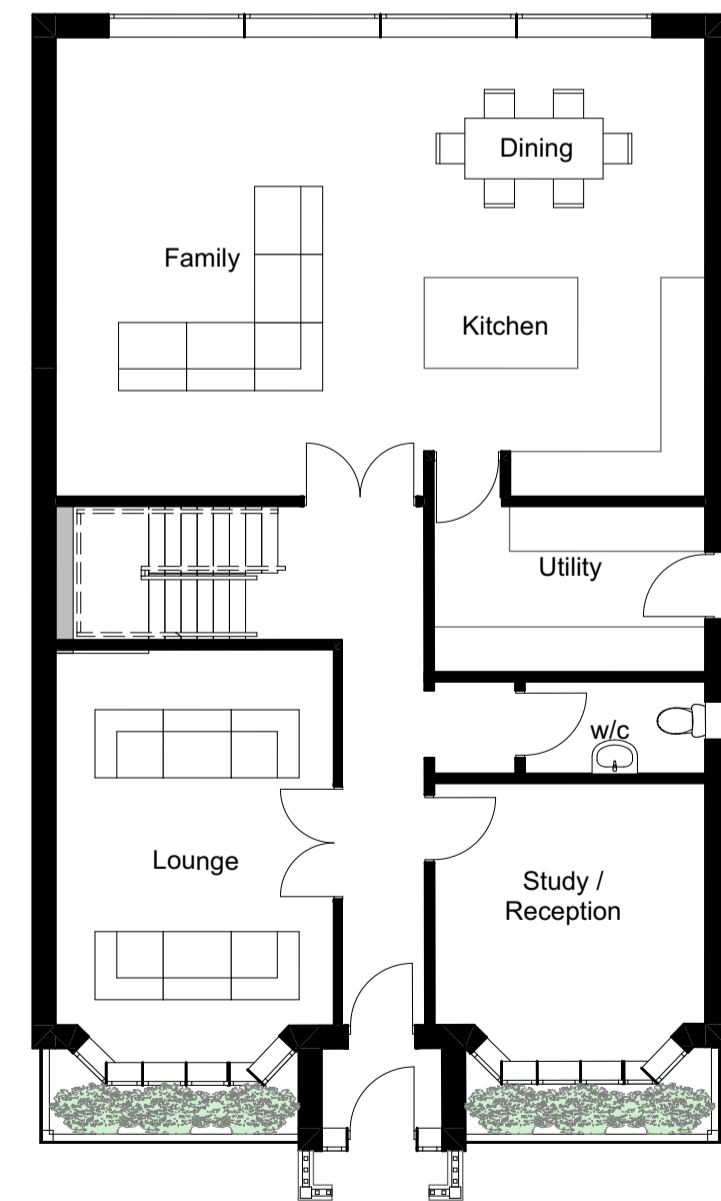 Dining
Family
Kitchen
Utility
w/c
Lounge
Study /
Reception